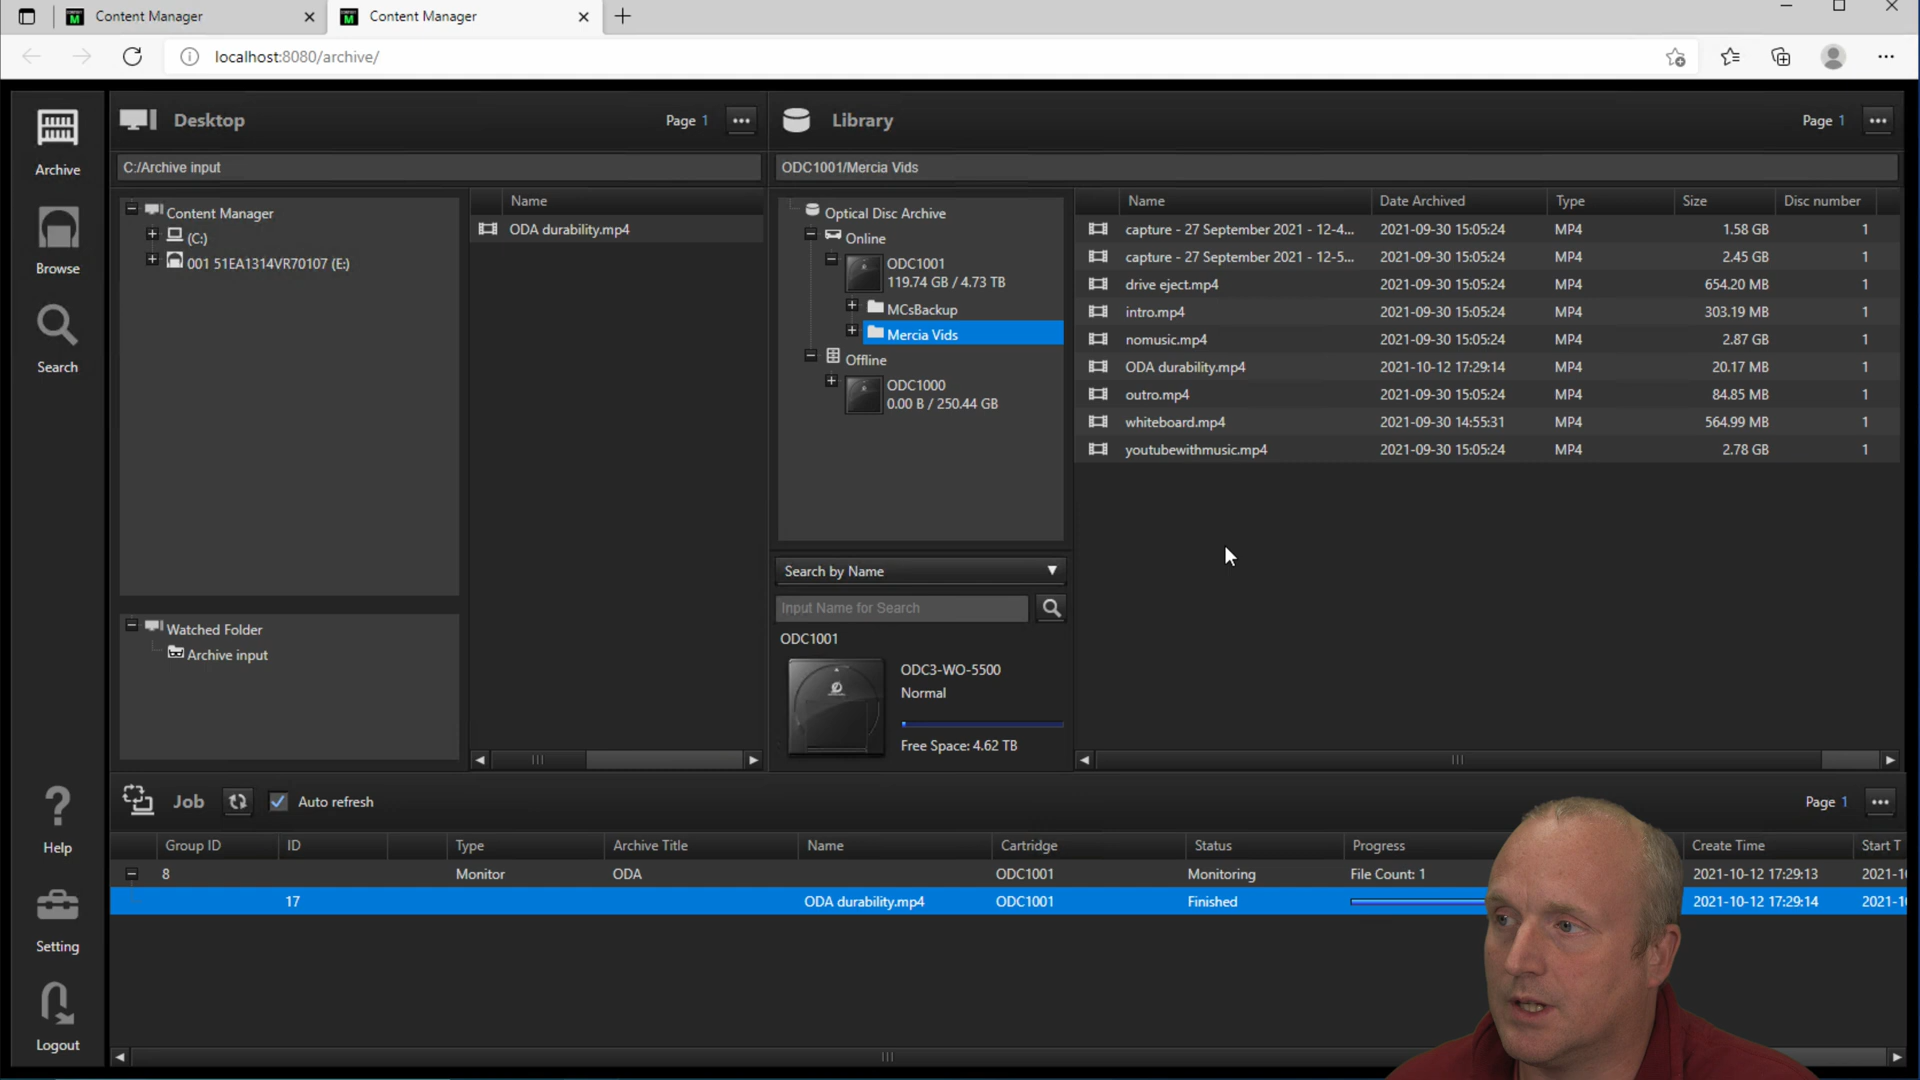 Content Manager
Content Manager
localhost:8080/archive/
Archive
Browse
Search
Help
Setting
Logout
Desktop
Page 1
C:/Archive input
Content Manager
(C:)
001 51EA1314VR70107 (E:)
Name
ODA durability.mp4
Watched Folder
Archive input
Library
Page 1
ODC1001/Mercia Vids
Optical Disc Archive
Online
ODC1001
119.74 GB / 4.73 TB
MCsBackup
Mercia Vids
Offline
ODC1000
0.00 B / 250.44 GB
Search by Name
Input Name for Search
ODC1001
ODC3-WO-5500
Normal
Free Space: 4.62 TB
Name Date Archived Type Size Disc number
capture - 27 September 2021 - 12-4... 2021-09-30 15:05:24 MP4 1.58 GB 1
capture - 27 September 2021 - 12-5... 2021-09-30 15:05:24 MP4 2.45 GB 1
drive eject.mp4 2021-09-30 15:05:24 MP4 654.20 MB 1
intro.mp4 2021-09-30 15:05:24 MP4 303.19 MB 1
nomusic.mp4 2021-09-30 15:05:24 MP4 2.87 GB 1
ODA durability.mp4 2021-10-12 17:29:14 MP4 20.17 MB 1
outro.mp4 2021-09-30 15:05:24 MP4 84.85 MB 1
whiteboard.mp4 2021-09-30 14:55:31 MP4 564.99 MB 1
youtubewithmusic.mp4 2021-09-30 15:05:24 MP4 2.78 GB 1
Job Auto refresh Page 1
Group ID ID Type Archive Title Name Cartridge Status Progress Create Time Start T
8 Monitor ODA ODC1001 Monitoring File Count: 1 2021-10-12 17:29:13 2021-1
17 ODA durability.mp4 ODC1001 Finished 2021-10-12 17:29:14 2021-1